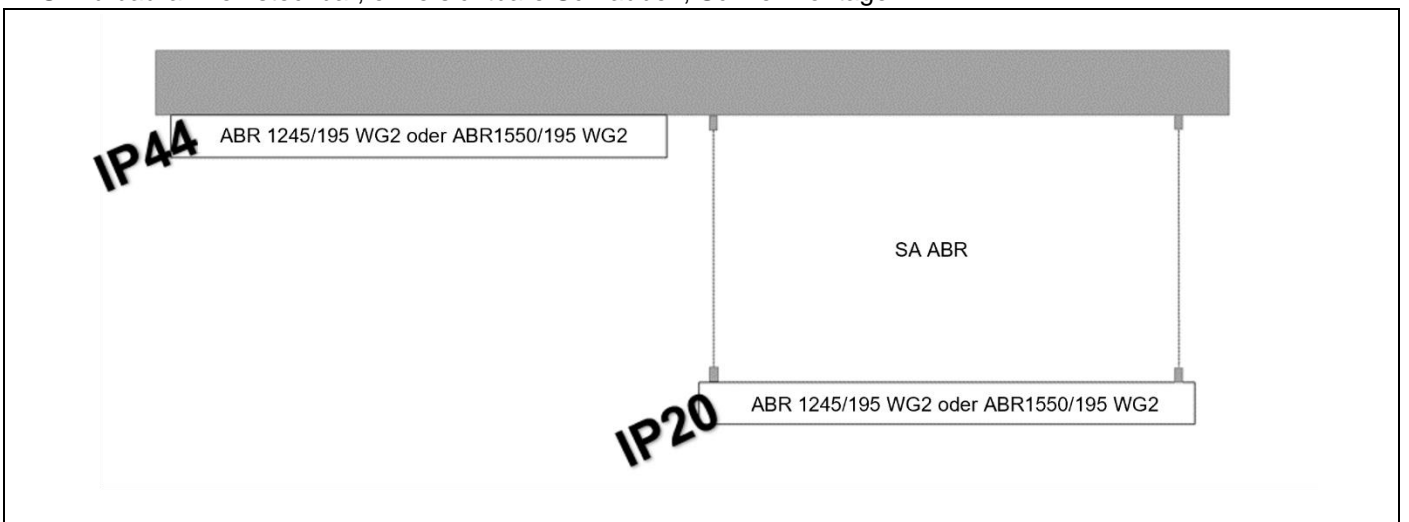 IP44
ABR 1245/195 WG2 oder ABR1550/195 WG2
SA ABR
IP20
ABR 1245/195 WG2 oder ABR1550/195 WG2